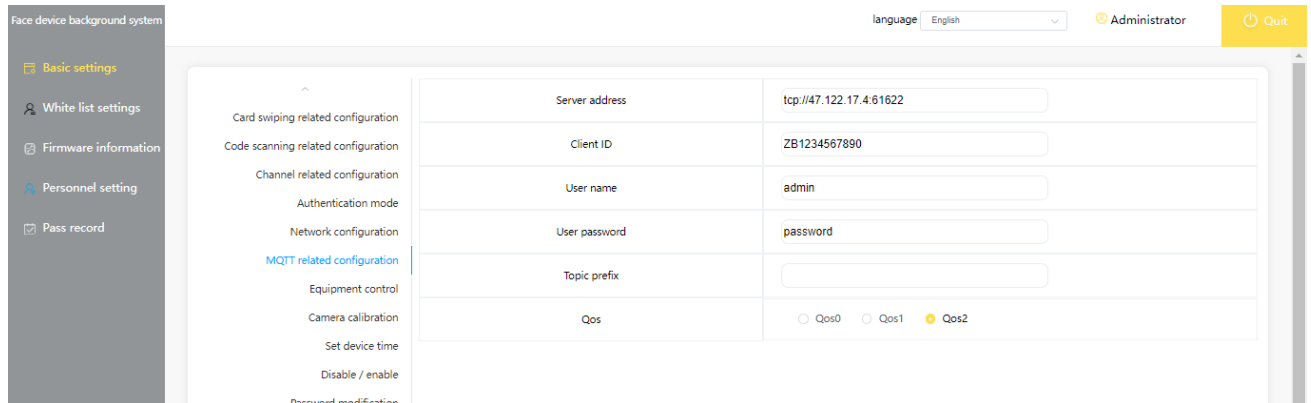 Face device background system
language English
Administrator
Quit
Basic settings
White list settings
Firmware information
Personnel setting
Pass record
Card swiping related configuration
Code scanning related configuration
Channel related configuration
Authentication mode
Network configuration
MQTT related configuration
Equipment control
Camera calibration
Set device time
Disable / enable
Password modification
Server address tcp://47.122.17.4:61622
Client ID ZB1234567890
User name admin
User password password
Topic prefix
Qos Qos0 Qos1 Qos2